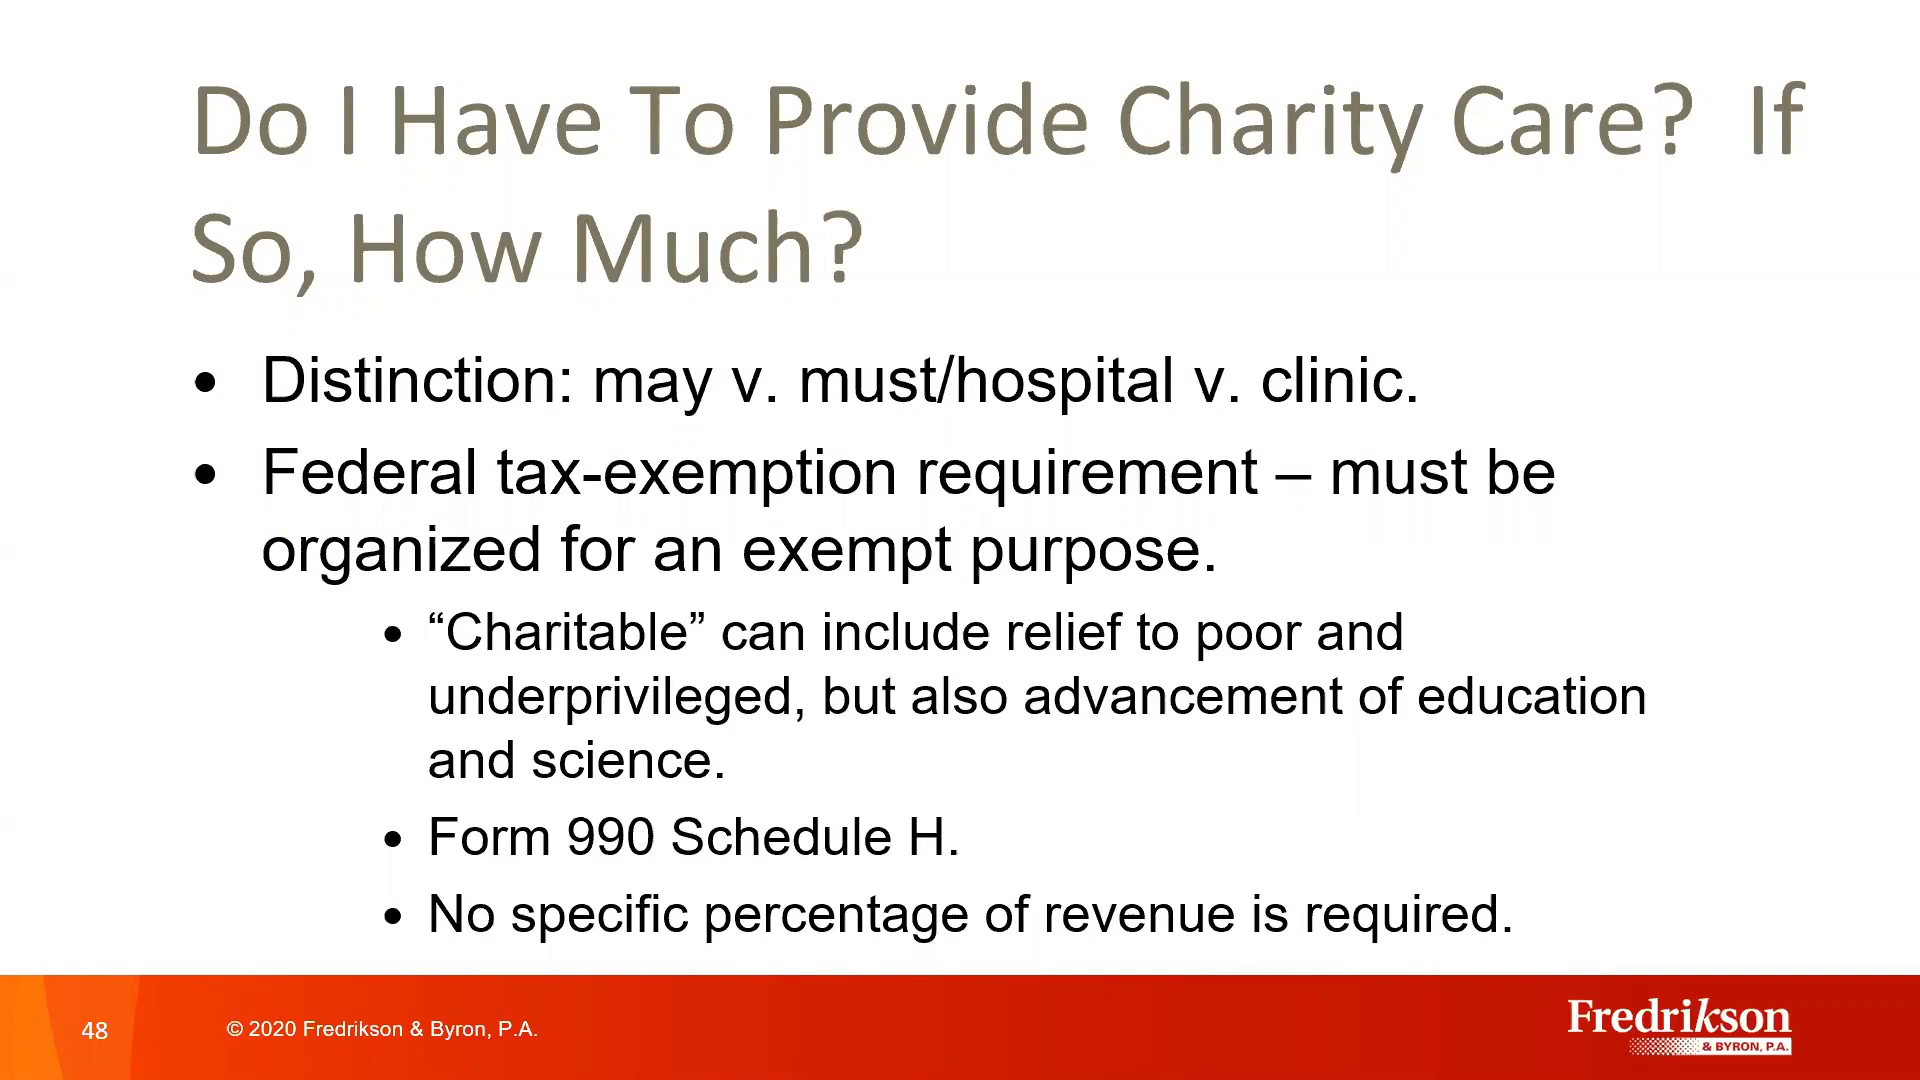 Do I Have To Provide Charity Care?  If
So, How Much?
• Distinction: may v. must/hospital v. clinic.
• Federal tax-exemption requirement – must be
organized for an exempt purpose.
• “Charitable” can include relief to poor and
underprivileged, but also advancement of education
and science.
• Form 990 Schedule H.
• No specific percentage of revenue is required.
48
© 2020 Fredrikson & Byron, P.A.
Fredrikson
& BYRON, P.A.